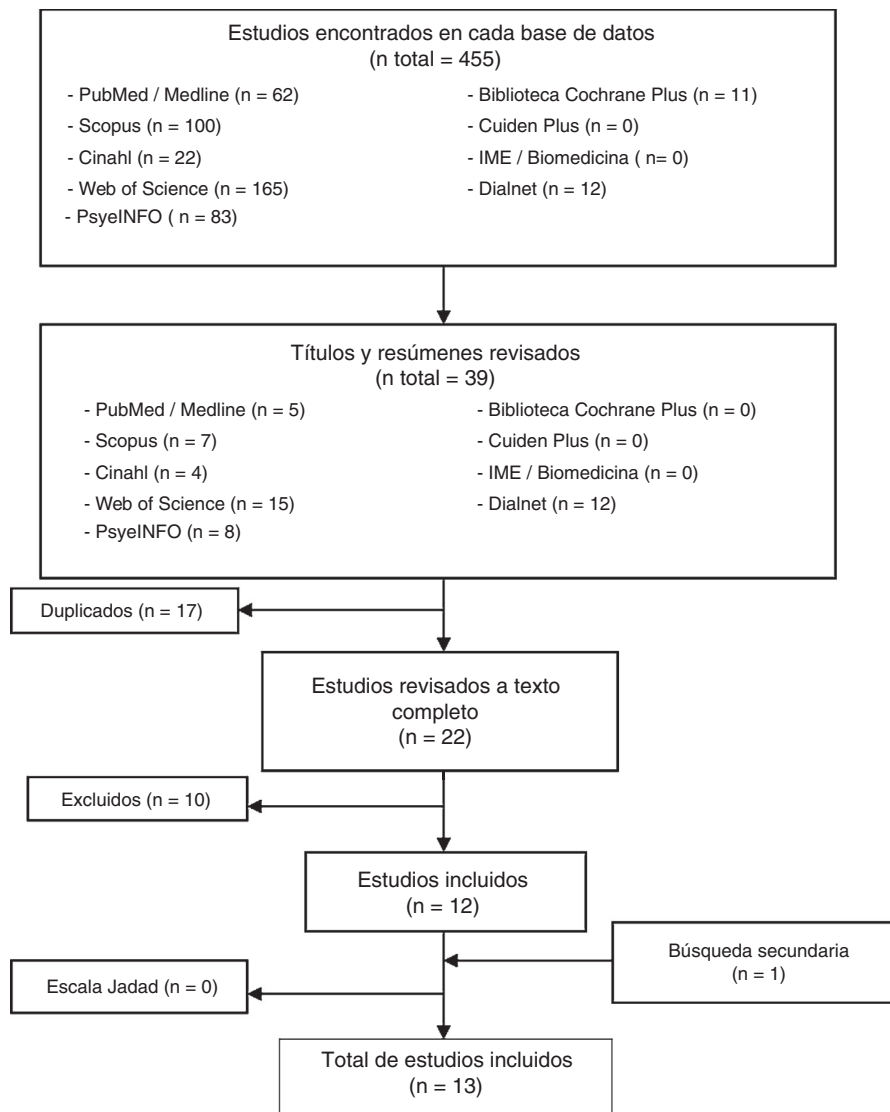 Estudios encontrados en cada base de datos
(n total = 455)
- PubMed / Medline (n = 62)
- Scopus (n = 100)
- Cinahl (n = 22)
- Web of Science (n = 165)
- PsyeINFO ( n = 83)
- Biblioteca Cochrane Plus (n = 11)
- Cuiden Plus (n = 0)
- IME / Biomedicina ( n= 0)
- Dialnet (n = 12)
Títulos y resúmenes revisados
(n total = 39)
- PubMed / Medline (n = 5)
- Scopus (n = 7)
- Cinahl (n = 4)
- Web of Science (n = 15)
- PsyeINFO (n = 8)
- Biblioteca Cochrane Plus (n = 0)
- Cuiden Plus (n = 0)
- IME / Biomedicina (n = 0)
- Dialnet (n = 12)
Duplicados (n = 17)
Estudios revisados a texto
completo
(n = 22)
Excluidos (n = 10)
Estudios incluidos
(n = 12)
Búsqueda secundaria
(n = 1)
Escala Jadad (n = 0)
Total de estudios incluidos
(n = 13)